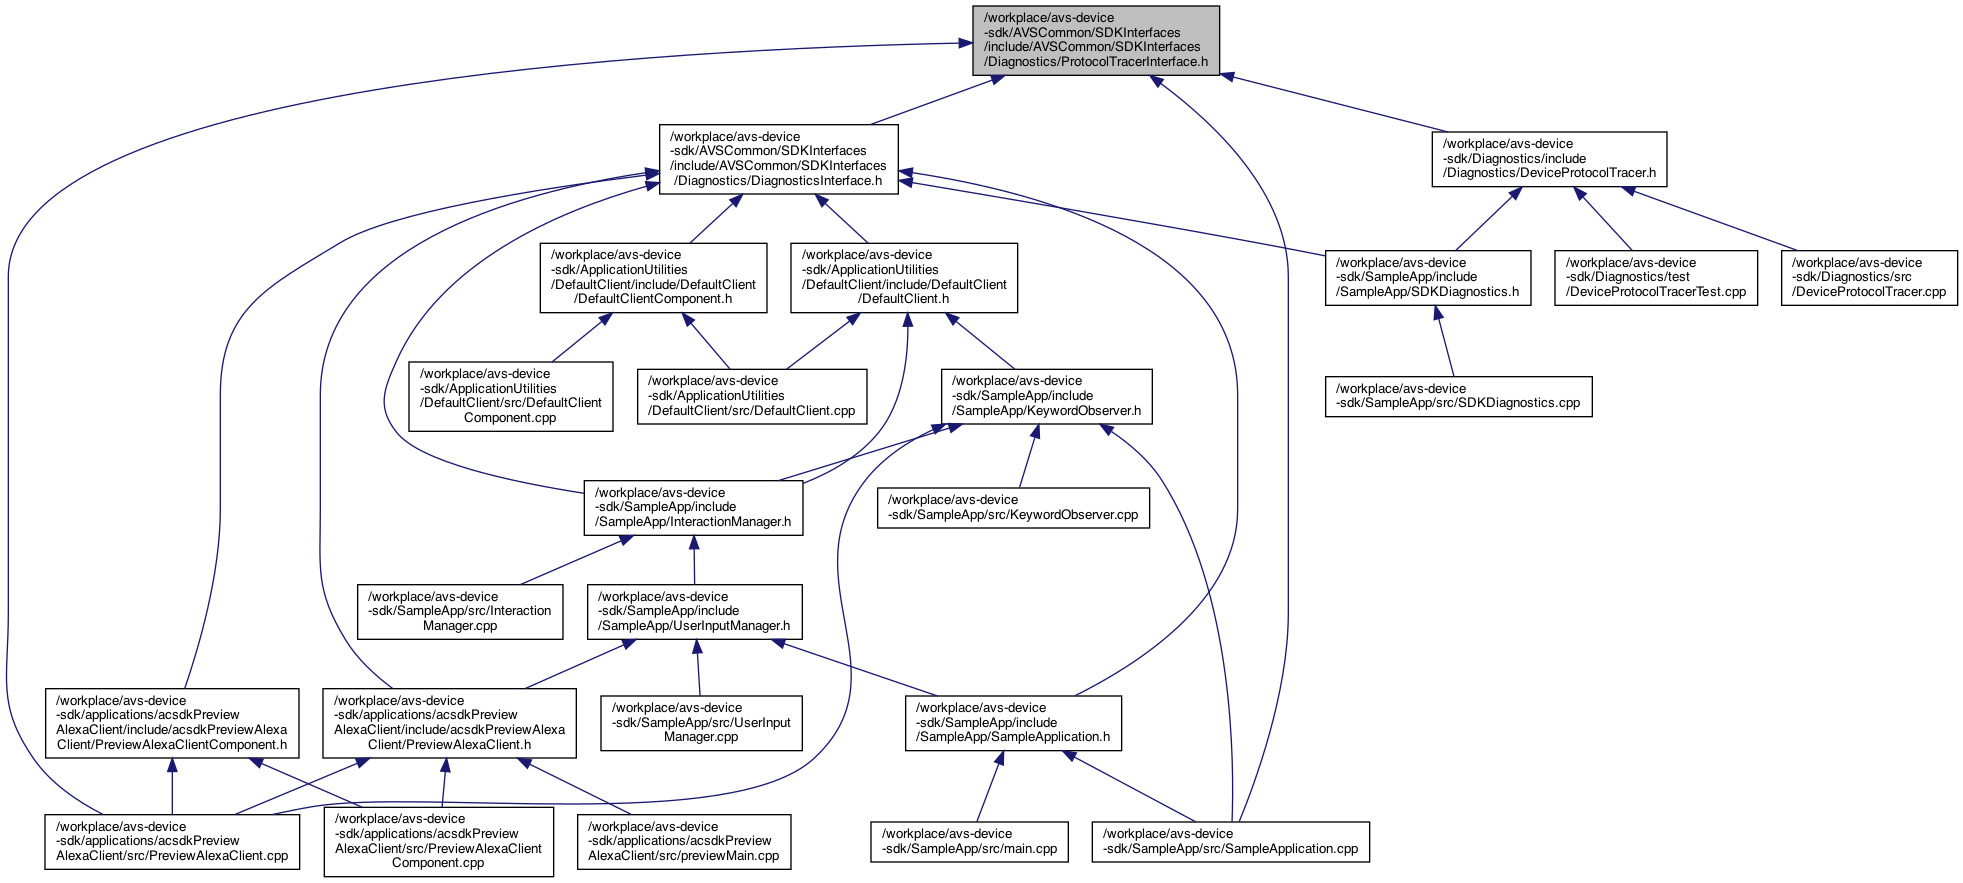 /workplace/avs-device
-sdk/AVSCommon/SDKInterfaces
/include/AVSCommon/SDKInterfaces
/Diagnostics/ProtocolTracerInterface.h
/workplace/avs-device
-sdk/AVSCommon/SDKInterfaces
/include/AVSCommon/SDKInterfaces
/Diagnostics/DiagnosticsInterface.h
/workplace/avs-device
-sdk/Diagnostics/include
/Diagnostics/DeviceProtocolTracer.h
/workplace/avs-device
-sdk/ApplicationUtilities
/DefaultClient/include/DefaultClient
/DefaultClientComponent.h
/workplace/avs-device
-sdk/ApplicationUtilities
/DefaultClient/include/DefaultClient
/DefaultClient.h
/workplace/avs-device
-sdk/SampleApp/include
/SampleApp/SDKDiagnostics.h
/workplace/avs-device
-sdk/Diagnostics/test
/DeviceProtocolTracerTest.cpp
/workplace/avs-device
-sdk/Diagnostics/src
/DeviceProtocolTracer.cpp
/workplace/avs-device
-sdk/ApplicationUtilities
/DefaultClient/src/DefaultClient
Component.cpp
/workplace/avs-device
-sdk/ApplicationUtilities
/DefaultClient/src/DefaultClient.cpp
/workplace/avs-device
-sdk/SampleApp/include
/SampleApp/KeywordObserver.h
/workplace/avs-device
-sdk/SampleApp/src/SDKDiagnostics.cpp
/workplace/avs-device
-sdk/SampleApp/include
/SampleApp/InteractionManager.h
/workplace/avs-device
-sdk/SampleApp/src/KeywordObserver.cpp
/workplace/avs-device
-sdk/SampleApp/src/Interaction
Manager.cpp
/workplace/avs-device
-sdk/SampleApp/include
/SampleApp/UserInputManager.h
/workplace/avs-device
-sdk/applications/acsdkPreview
AlexaClient/include/acsdkPreviewAlexa
Client/PreviewAlexaClientComponent.h
/workplace/avs-device
-sdk/applications/acsdkPreview
AlexaClient/include/acsdkPreviewAlexa
Client/PreviewAlexaClient.h
/workplace/avs-device
-sdk/SampleApp/src/UserInput
Manager.cpp
/workplace/avs-device
-sdk/SampleApp/include
/SampleApp/SampleApplication.h
/workplace/avs-device
-sdk/applications/acsdkPreview
AlexaClient/src/PreviewAlexaClient.cpp
/workplace/avs-device
-sdk/applications/acsdkPreview
AlexaClient/src/PreviewAlexaClient
Component.cpp
/workplace/avs-device
-sdk/applications/acsdkPreview
AlexaClient/src/previewMain.cpp
/workplace/avs-device
-sdk/SampleApp/src/main.cpp
/workplace/avs-device
-sdk/SampleApp/src/SampleApplication.cpp